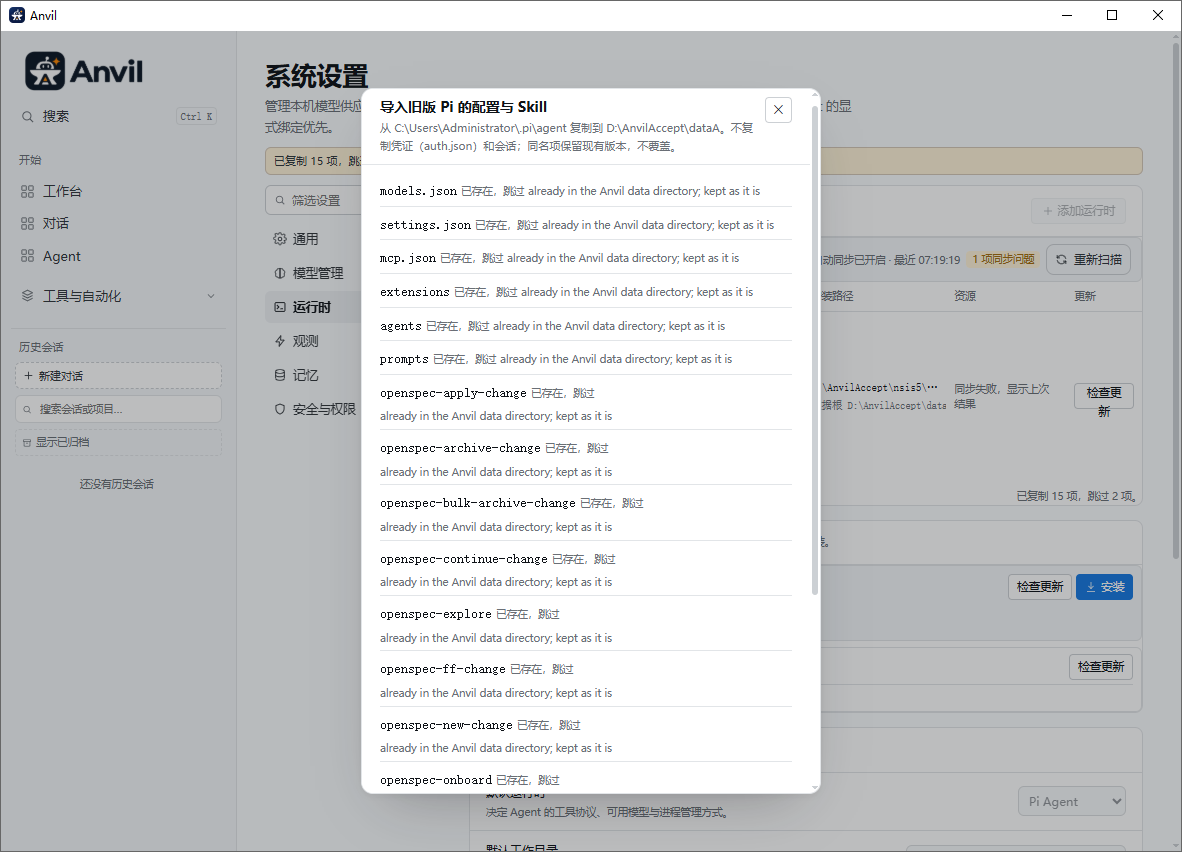 Anvil
Anvil
搜索
Ctrl K
开始
工作台
对话
Agent
工具与自动化
历史会话
+ 新建对话
搜索会话或项目...
显示已归档
还没有历史会话
系统设置
管理本机模型供应
的显
式绑定优先。
已复制 15 项，跳
筛选设置
通用
模型管理
运行时
观测
记忆
安全与权限
导入旧版 Pi 的配置与 Skill
从 C:\Users\Administrator\.pi\agent 复制到 D:\AnvilAccept\dataA。不复
制凭证（auth.json）和会话；同名项保留现有版本，不覆盖。
models.json 已存在，跳过 already in the Anvil data directory; kept as it is
settings.json 已存在，跳过 already in the Anvil data directory; kept as it is
mcp.json 已存在，跳过 already in the Anvil data directory; kept as it is
extensions 已存在，跳过 already in the Anvil data directory; kept as it is
agents 已存在，跳过 already in the Anvil data directory; kept as it is
prompts 已存在，跳过 already in the Anvil data directory; kept as it is
openspec-apply-change 已存在，跳过
already in the Anvil data directory; kept as it is
openspec-archive-change 已存在，跳过
already in the Anvil data directory; kept as it is
openspec-bulk-archive-change 已存在，跳过
already in the Anvil data directory; kept as it is
openspec-continue-change 已存在，跳过
already in the Anvil data directory; kept as it is
openspec-explore 已存在，跳过
already in the Anvil data directory; kept as it is
openspec-ff-change 已存在，跳过
already in the Anvil data directory; kept as it is
openspec-new-change 已存在，跳过
already in the Anvil data directory; kept as it is
openspec-onboard 已存在，跳过
+ 添加运行时
动同步已开启 · 最近 07:19:19
1 项同步问题
重新扫描
装路径
资源
更新
\AnvilAccept\nsis5\···
据根 D:\AnvilAccept\data
同步失败，显示上次
结果
检查更
新
已复制 15 项，跳过 2 项。
检查更新
安装
检查更新
默认运行时
决定 Agent 的工具协议、可用模型与进程管理方式。
Pi Agent
默认工作目录